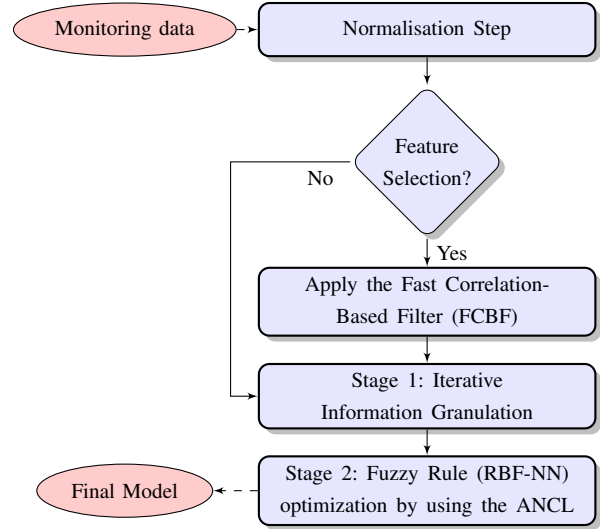 Monitoring data
Normalisation Step
Feature
Selection?
No
Yes
Apply the Fast Correlation-
Based Filter (FCBF)
Stage 1: Iterative
Information Granulation
Stage 2: Fuzzy Rule (RBF-NN)
optimization by using the ANCL
Final Model